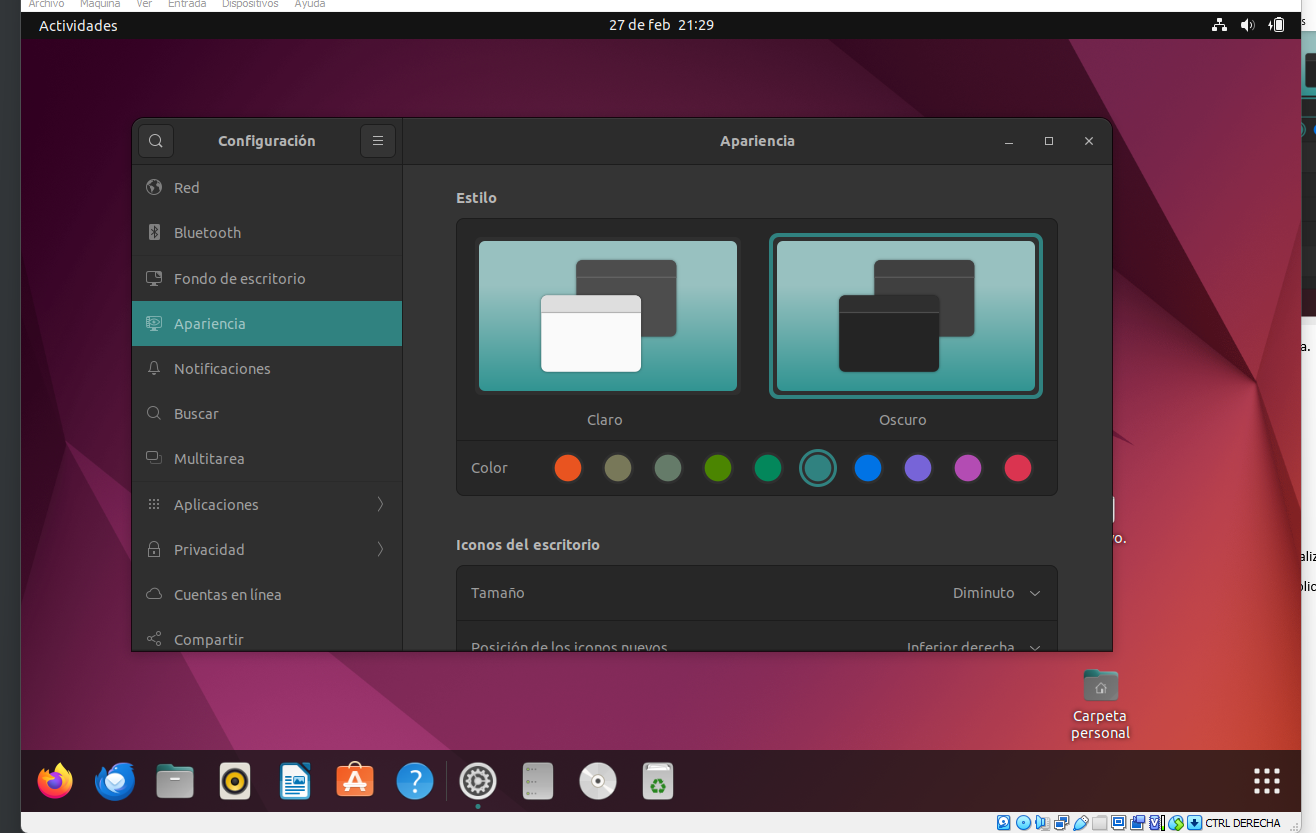 Archivo Máquina Ver Entrada Dispositivos Ayuda
Actividades
27 de feb 21:29
Configuración
Apariencia
Red
Bluetooth
Fondo de escritorio
Apariencia
Notificaciones
Buscar
Multitarea
Aplicaciones
Privacidad
Cuentas en línea
Compartir
Estilo
Claro
Oscuro
Color
Iconos del escritorio
Tamaño
Diminuto
Posición de los iconos nuevos
Inferior derecha
vo.
Carpeta
personal
CTRL DERECHA
s
a.
aliz